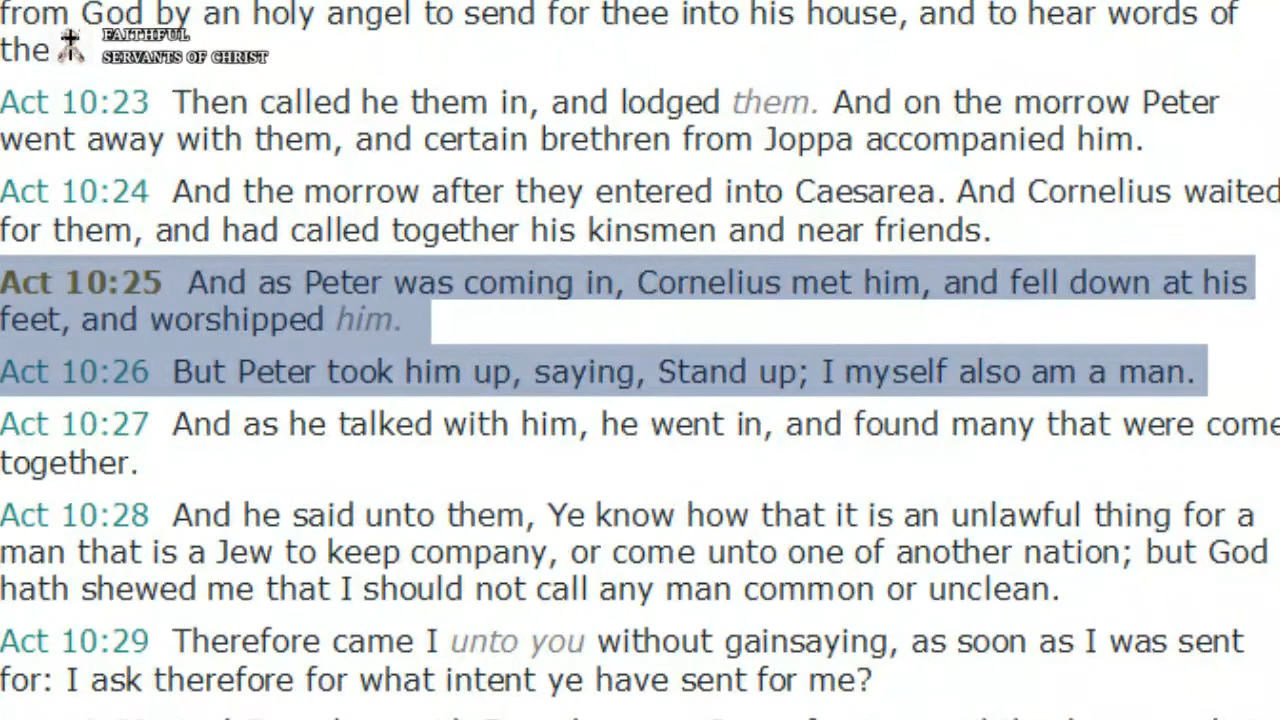 from God by an holy angel to send for thee into his house, and to hear words of
the
FAITHFUL
SERVANTS OF CHRIST
Act 10:23 Then called he them in, and lodged them. And on the morrow Peter
went away with them, and certain brethren from Joppa accompanied him.
Act 10:24 And the morrow after they entered into Caesarea. And Cornelius waited
for them, and had called together his kinsmen and near friends.
Act 10:25 And as Peter was coming in, Cornelius met him, and fell down at his
feet, and worshipped him.
Act 10:26 But Peter took him up, saying, Stand up; I myself also am a man.
Act 10:27 And as he talked with him, he went in, and found many that were come
together.
Act 10:28 And he said unto them, Ye know how that it is an unlawful thing for a
man that is a Jew to keep company, or come unto one of another nation; but God
hath shewed me that I should not call any man common or unclean.
Act 10:29 Therefore came I unto you without gainsaying, as soon as I was sent
for: I ask therefore for what intent ye have sent for me?